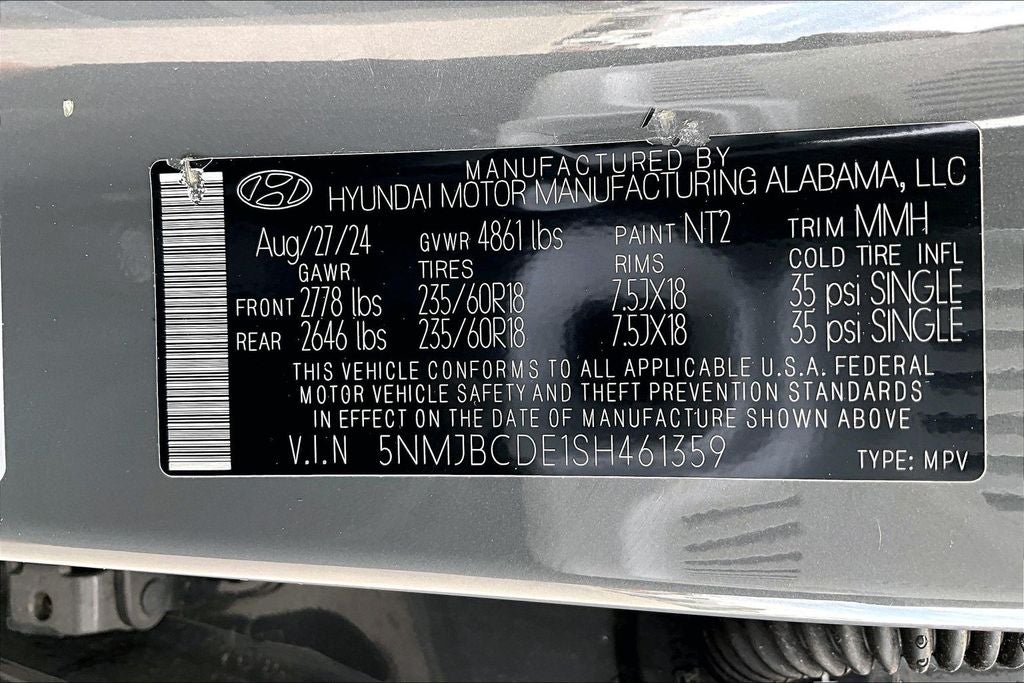 MANUFACTURED BY
HYUNDAI MOTOR MANUFACTURING ALABAMA, LLC
Aug/27/24 GVWR 4861 lbs PAINT NT2 TRIM MMH
GAWR TIRES RIMS COLD TIRE INFL
FRONT 2778 lbs 235/60R18 7.5JX18 35 psi SINGLE
REAR 2646 lbs 235/60R18 7.5JX18 35 psi SINGLE
THIS VEHICLE CONFORMS TO ALL APPLICABLE U.S.A. FEDERAL
MOTOR VEHICLE SAFETY AND THEFT PREVENTION STANDARDS
IN EFFECT ON THE DATE OF MANUFACTURE SHOWN ABOVE
V.I.N 5NMJBCDE1SH461359 TYPE: MPV